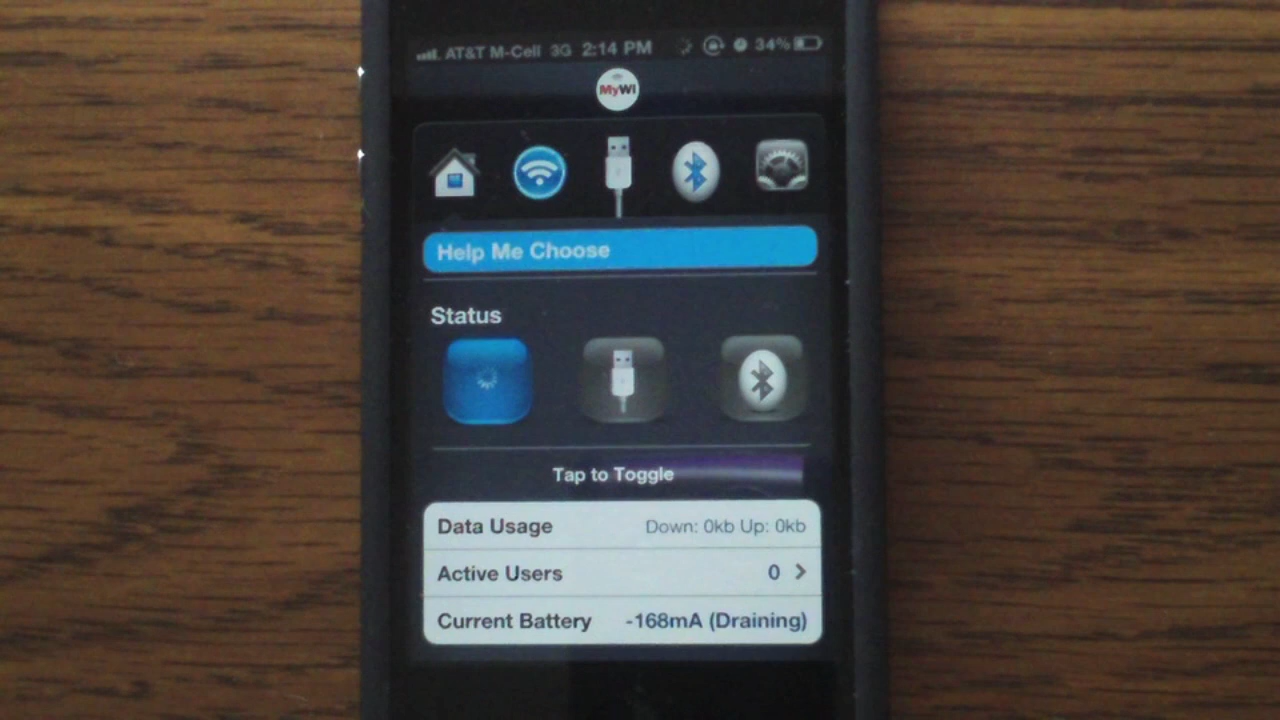 AT&T M-Cell 3G 2:14 PM 34%
MyWi
Help Me Choose
Status
Tap to Toggle
Data Usage Down: 0kb Up: 0kb
Active Users 0
Current Battery -168mA (Draining)